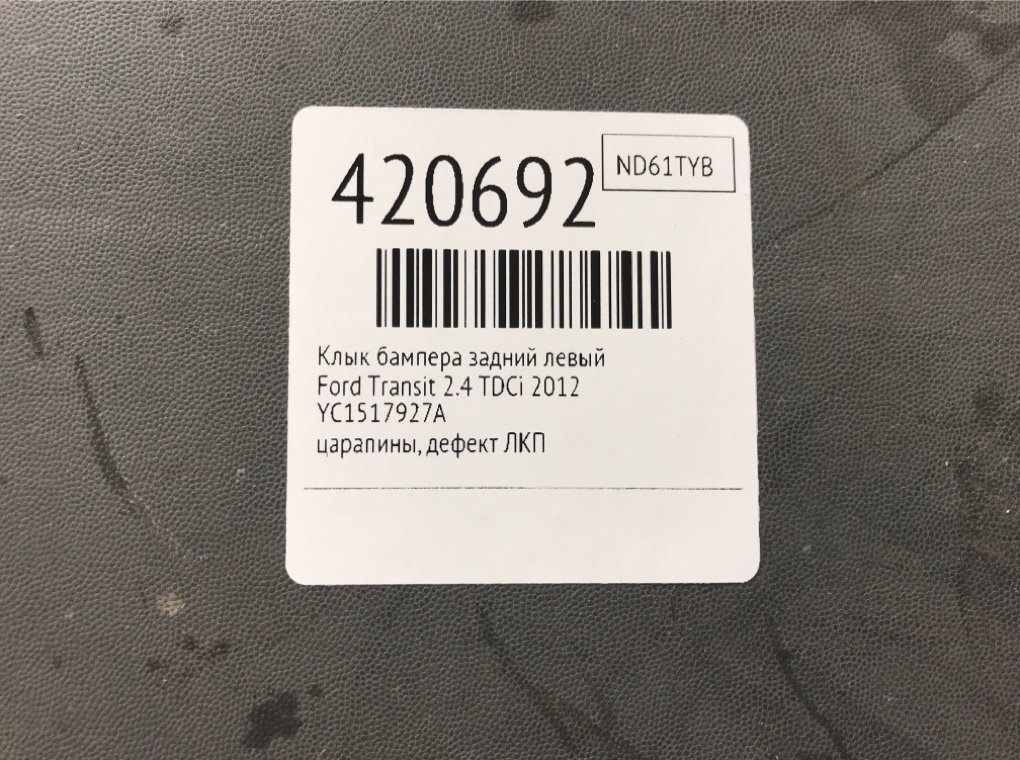 420692
ND61TYB
Клык бампера задний левый
Ford Transit 2.4 TDCi 2012
YC1517927A
царапины, дефект ЛКП